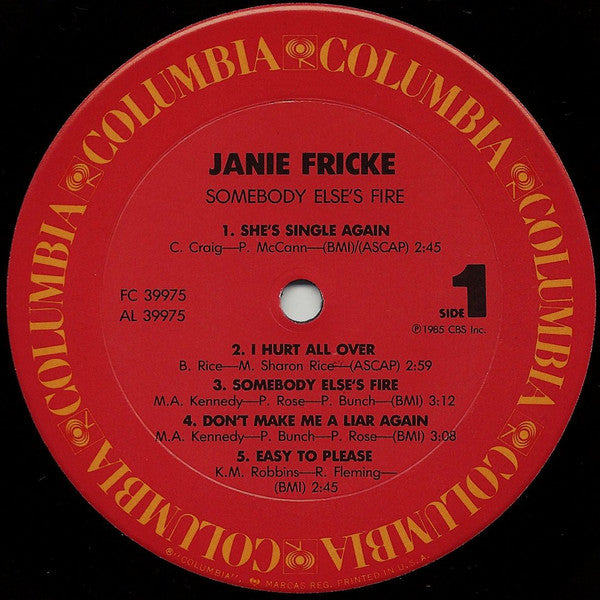 COLUMBIA COLUMBIA COLUMBIA COLUMBIA COLUMBIA COLUMBIA
JANIE FRICKE
SOMEBODY ELSE'S FIRE
1. SHE'S SINGLE AGAIN
C. Craig—P. McCann—(BMI)/(ASCAP) 2:45
FC 39975
AL 39975
SIDE 1
℗ 1985 CBS Inc.
2. I HURT ALL OVER
B. Rice—M. Sharon Rice—(ASCAP) 2:59
3. SOMEBODY ELSE'S FIRE
M.A. Kennedy—P. Rose—P. Bunch—(BMI) 3:12
4. DON'T MAKE ME A LIAR AGAIN
M.A. Kennedy—P. Bunch—P. Rose—(BMI) 3:08
5. EASY TO PLEASE
K.M. Robbins—R. Fleming—
(BMI) 2:45
® "COLUMBIA", MARCAS REG. PRINTED IN U.S.A.